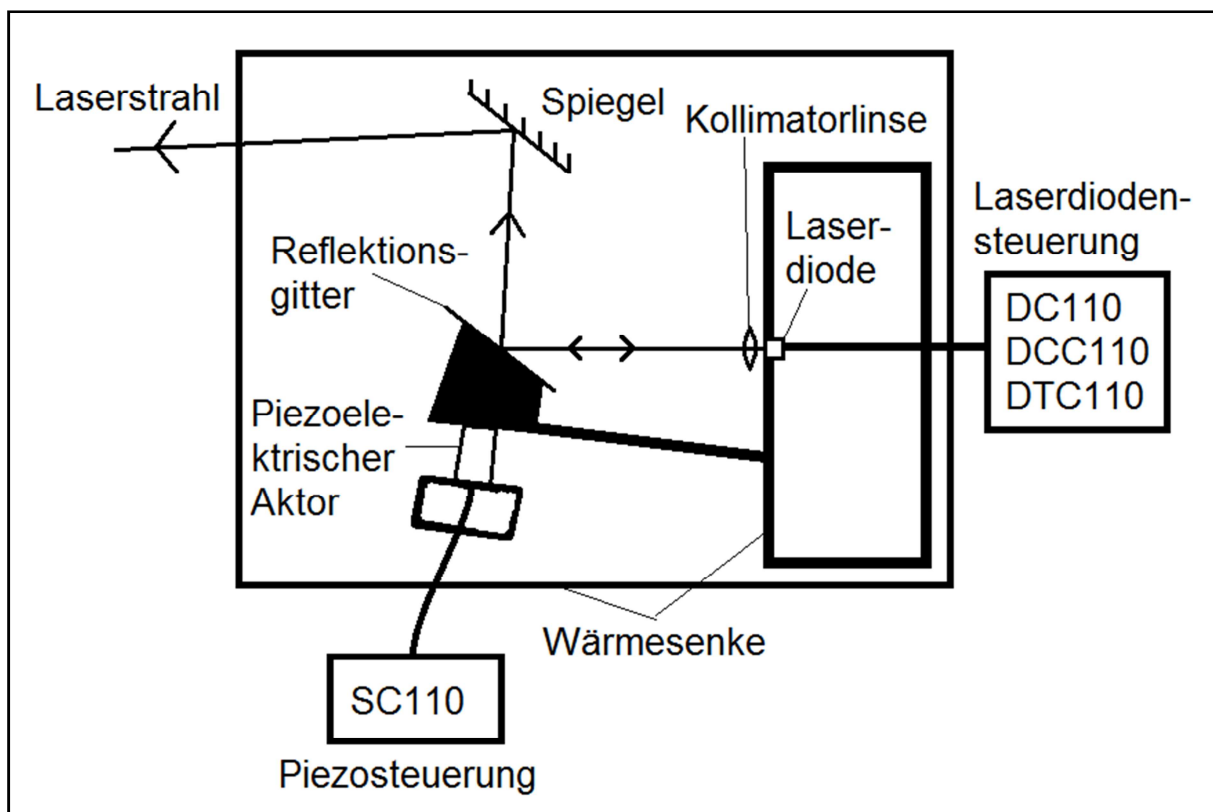 Laserstrahl
Spiegel
Kollimatorlinse
Laser-
diode
Laserdioden-
steuerung
DC110
DCC110
DTC110
Reflektions-
gitter
Piezoele-
ktrischer
Aktor
Wärmesenke
SC110
Piezosteuerung